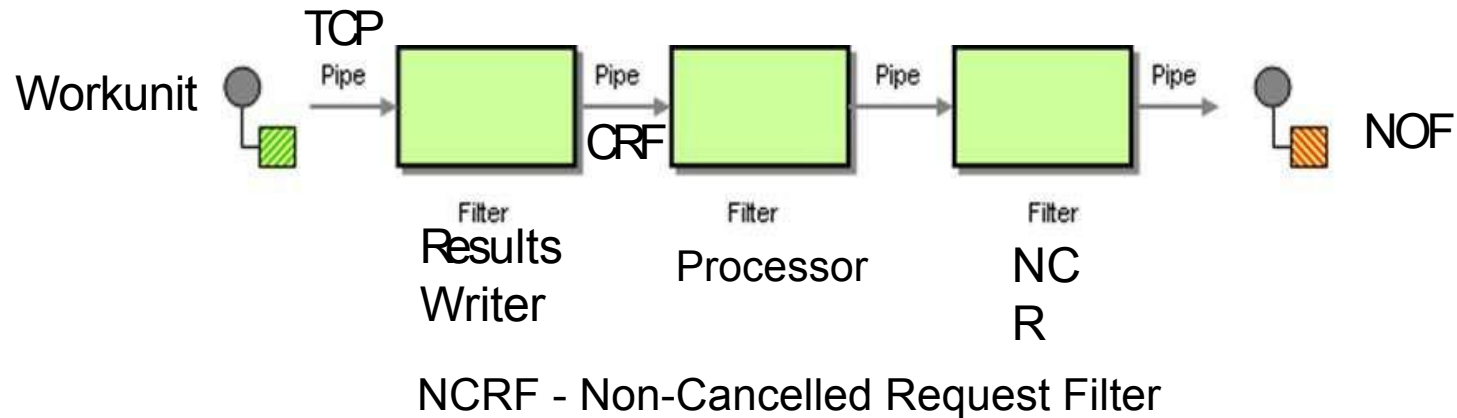 TCP
Pipe
Pipe
Pipe
Pipe
Workunit
CRF
NOF
Filter
Filter
Filter
Results
Writer
Processor
NC
R
NCRF - Non-Cancelled Request Filter